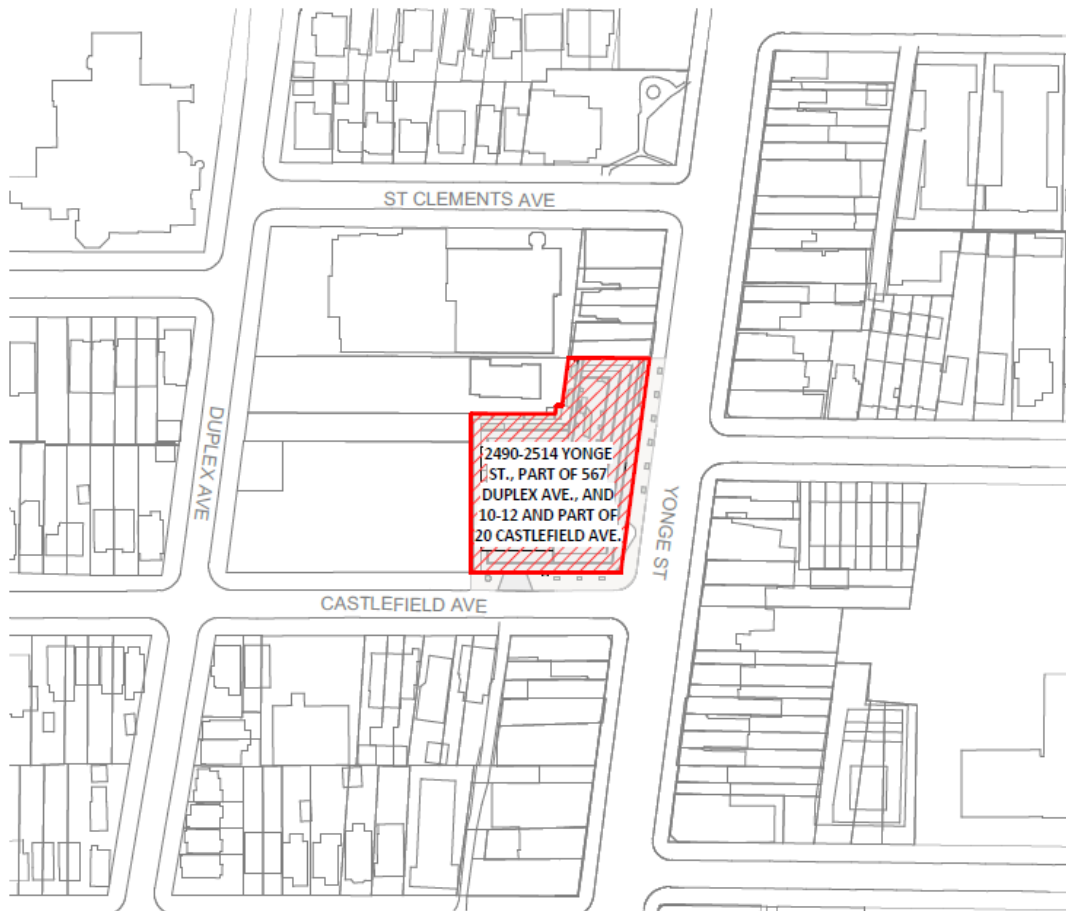 ST CLEMENTS AVE
DUPLEX AVE
2490-2514 YONGE
ST., PART OF 567
DUPLEX AVE., AND
10-12 AND PART OF
20 CASTLEFIELD AVE.
YONGE ST
CASTLEFIELD AVE